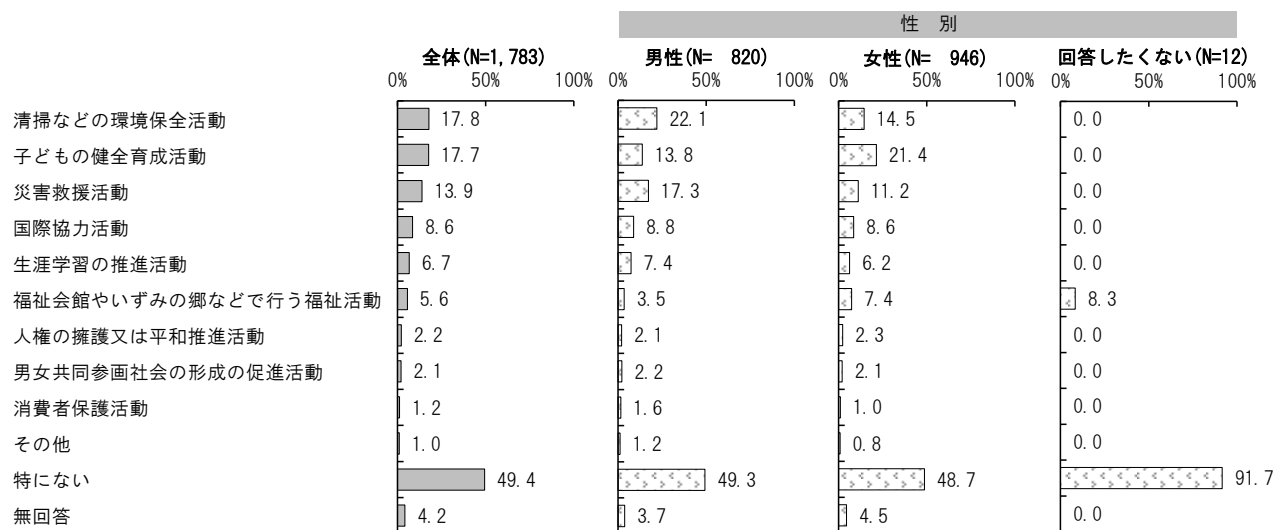 性 別
全体(N=1,783) 男性(N= 820) 女性(N= 946) 回答したくない(N=12)
0% 50% 100% 0% 50% 100% 0% 50% 100% 0% 50% 100%
清掃などの環境保全活動 17.8 22.1 14.5 0.0
子どもの健全育成活動 17.7 13.8 21.4 0.0
災害救援活動 13.9 17.3 11.2 0.0
国際協力活動 8.6 8.8 8.6 0.0
生涯学習の推進活動 6.7 7.4 6.2 0.0
福祉会館やいずみの郷などで行う福祉活動 5.6 3.5 7.4 8.3
人権の擁護又は平和推進活動 2.2 2.1 2.3 0.0
男女共同参画社会の形成の促進活動 2.1 2.2 2.1 0.0
消費者保護活動 1.2 1.6 1.0 0.0
その他 1.0 1.2 0.8 0.0
特にない 49.4 49.3 48.7 91.7
無回答 4.2 3.7 4.5 0.0